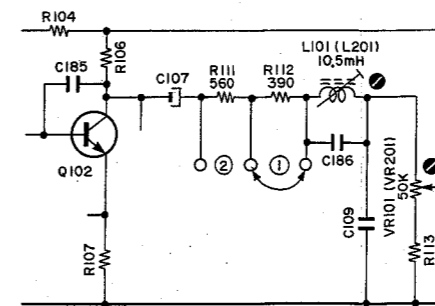 R104
R106
C185
C107
R111
560
R112
390
L101 (L201)
10.5mH
Q102
②
①
C186
C109
VR101 (VR201)
50K
R107
R113